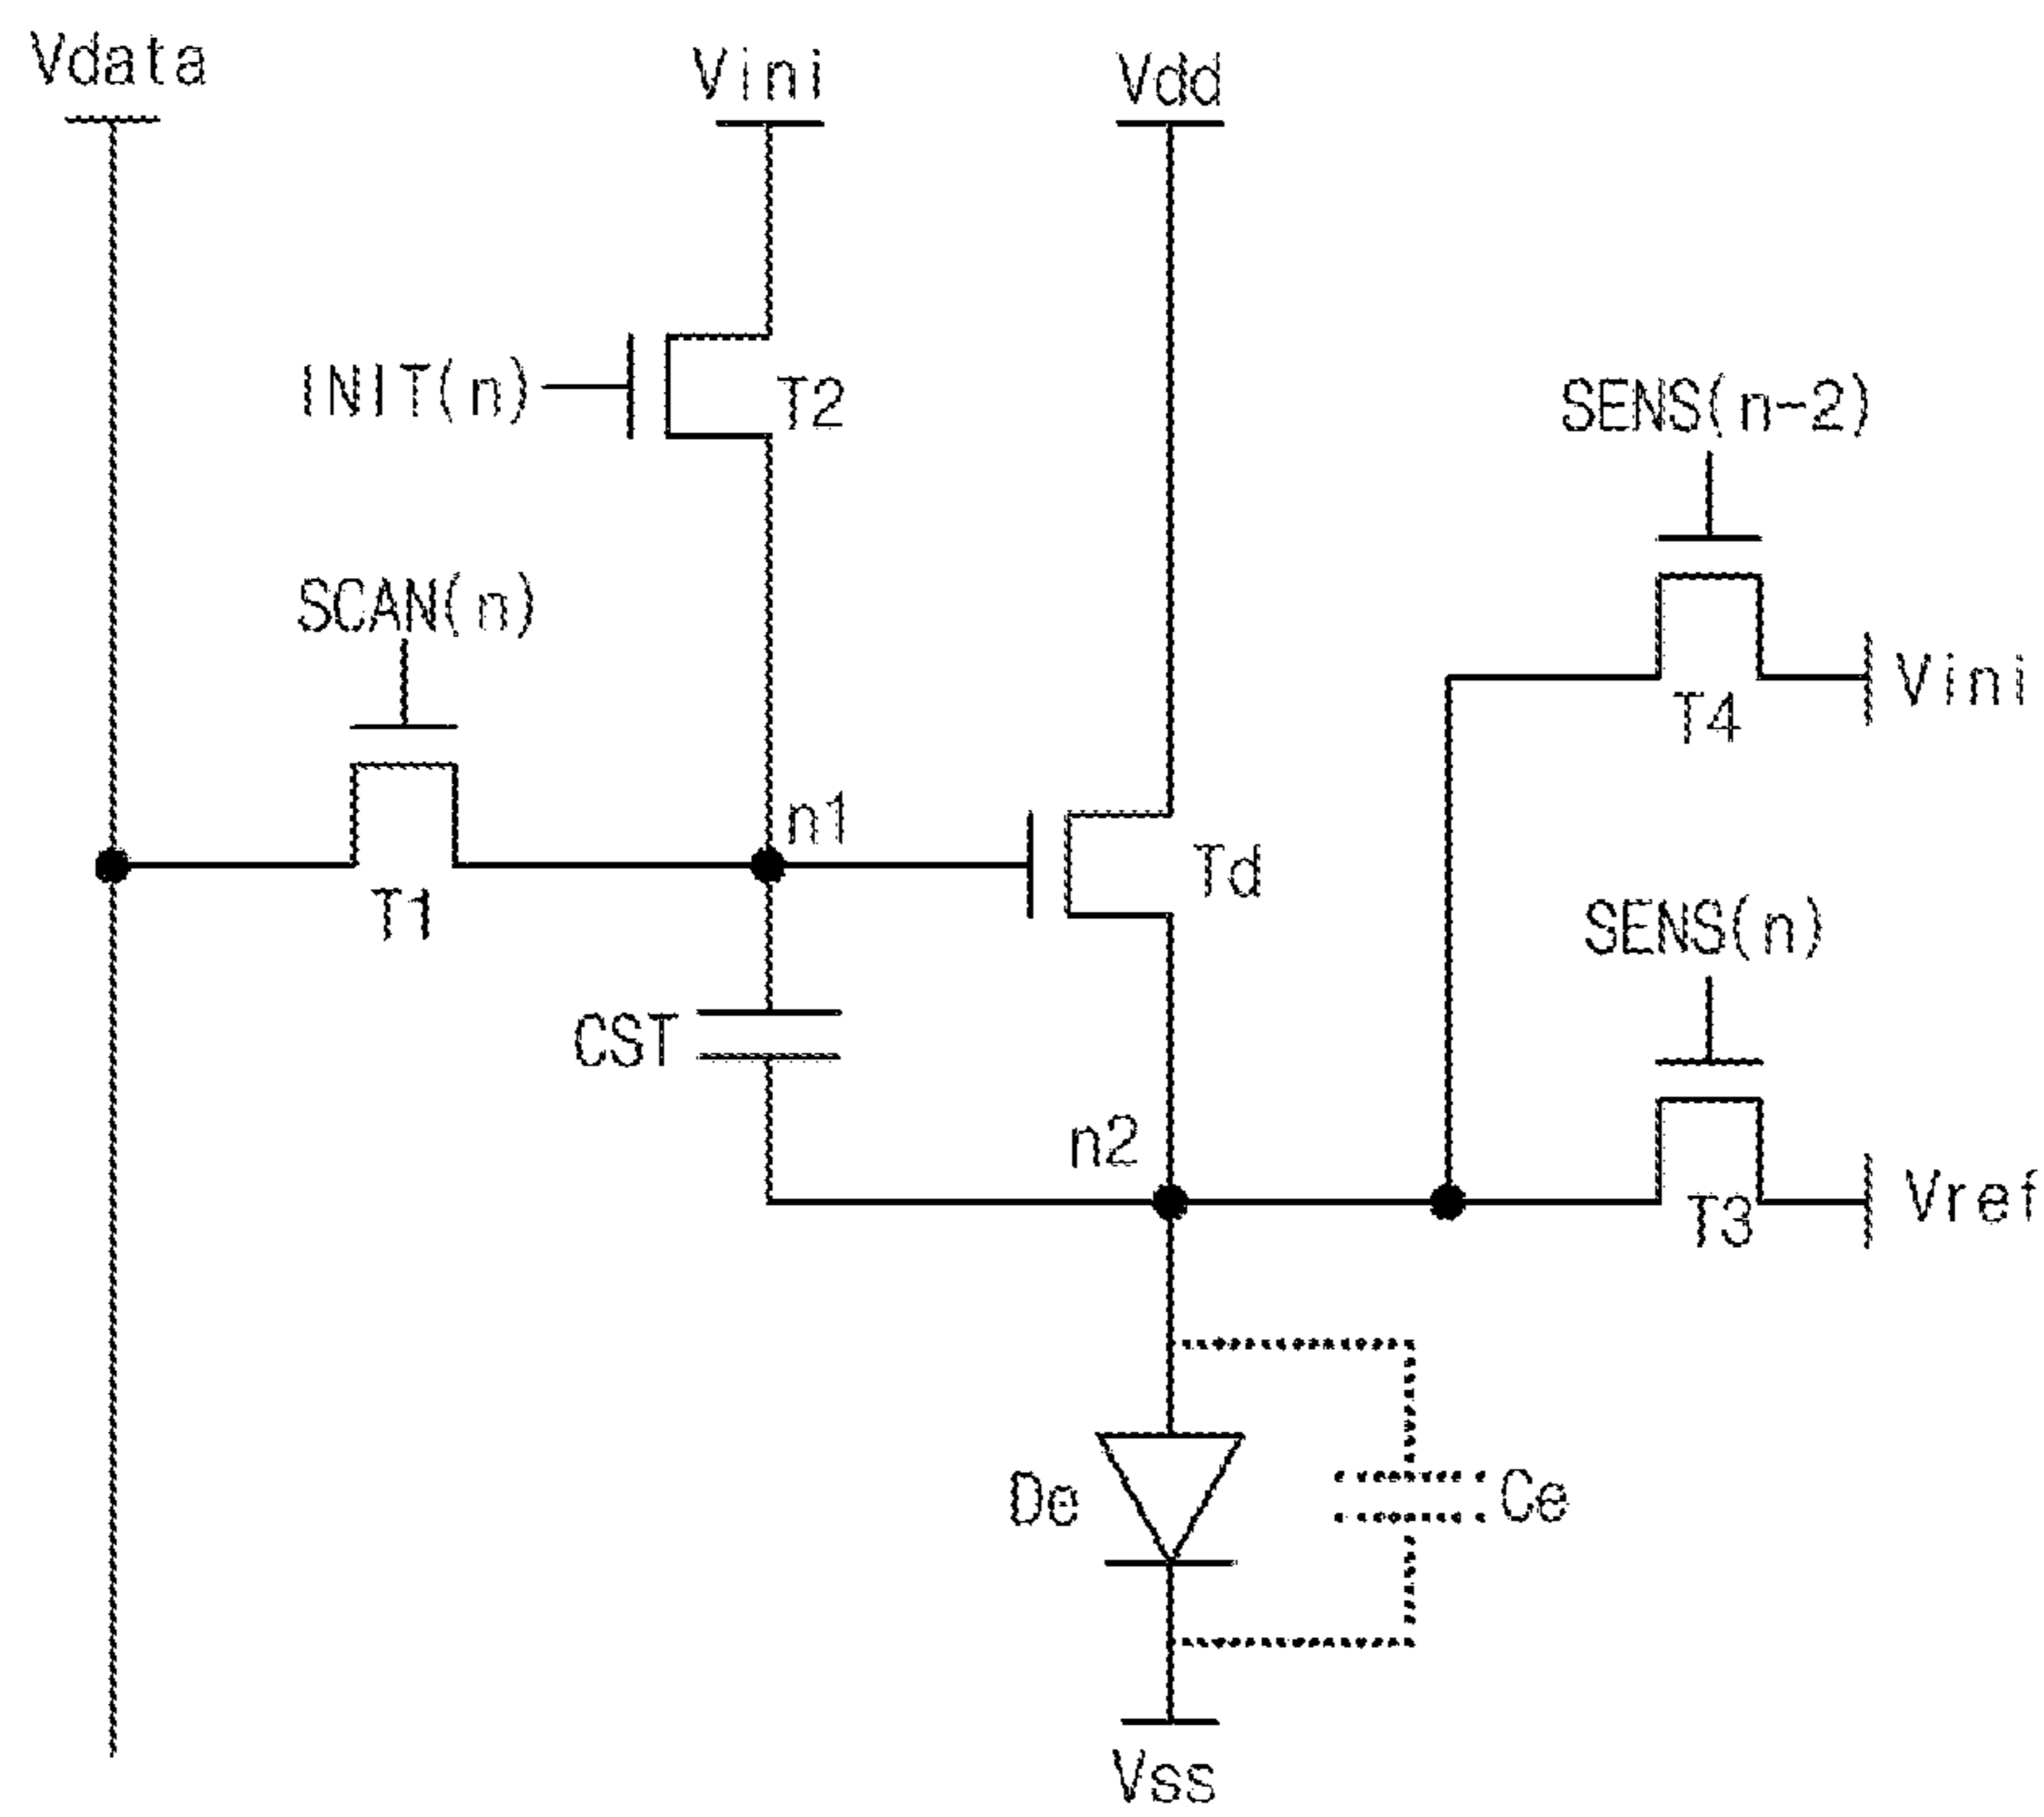 Vdata
Vini
Vdd
INIT(n)
T2
SENS(n-2)
SCAN(n)
Vini
T4
n1
Td
T1
SENS(n)
CST
n2
Vref
T3
De
Ce
Vss